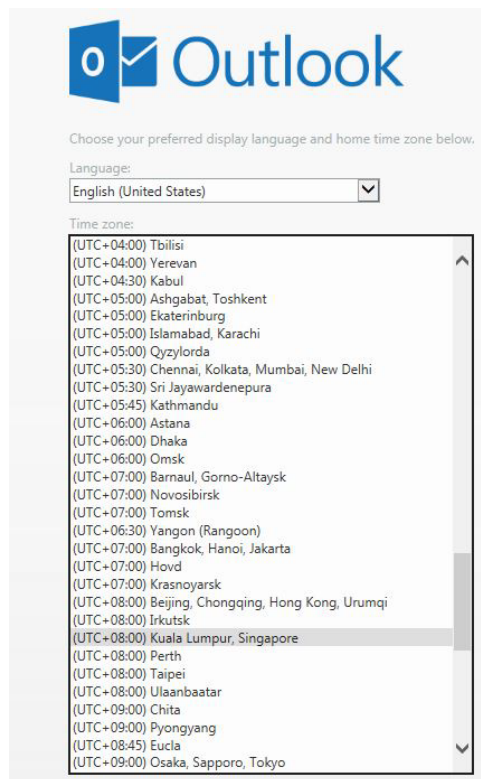 Outlook
Choose your preferred display language and home time zone below.
Language:
English (United States)
Time zone:
(UTC+04:00) Tbilisi
(UTC+04:00) Yerevan
(UTC+04:30) Kabul
(UTC+05:00) Ashgabat, Toshkent
(UTC+05:00) Ekaterinburg
(UTC+05:00) Islamabad, Karachi
(UTC+05:00) Qyzylorda
(UTC+05:30) Chennai, Kolkata, Mumbai, New Delhi
(UTC+05:30) Sri Jayawardenepura
(UTC+05:45) Kathmandu
(UTC+06:00) Astana
(UTC+06:00) Dhaka
(UTC+06:00) Omsk
(UTC+07:00) Barnaul, Gorno-Altaysk
(UTC+07:00) Novosibirsk
(UTC+07:00) Tomsk
(UTC+06:30) Yangon (Rangoon)
(UTC+07:00) Bangkok, Hanoi, Jakarta
(UTC+07:00) Hovd
(UTC+07:00) Krasnoyarsk
(UTC+08:00) Beijing, Chongqing, Hong Kong, Urumqi
(UTC+08:00) Irkutsk
(UTC+08:00) Kuala Lumpur, Singapore
(UTC+08:00) Perth
(UTC+08:00) Taipei
(UTC+08:00) Ulaanbaatar
(UTC+09:00) Chita
(UTC+09:00) Pyongyang
(UTC+08:45) Eucla
(UTC+09:00) Osaka, Sapporo, Tokyo